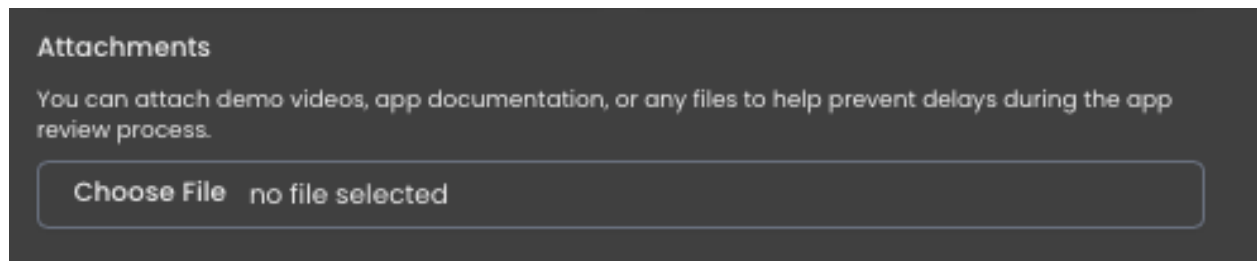 Attachments
You can attach demo videos, app documentation, or any files to help prevent delays during the app
review process.
Choose File no file selected